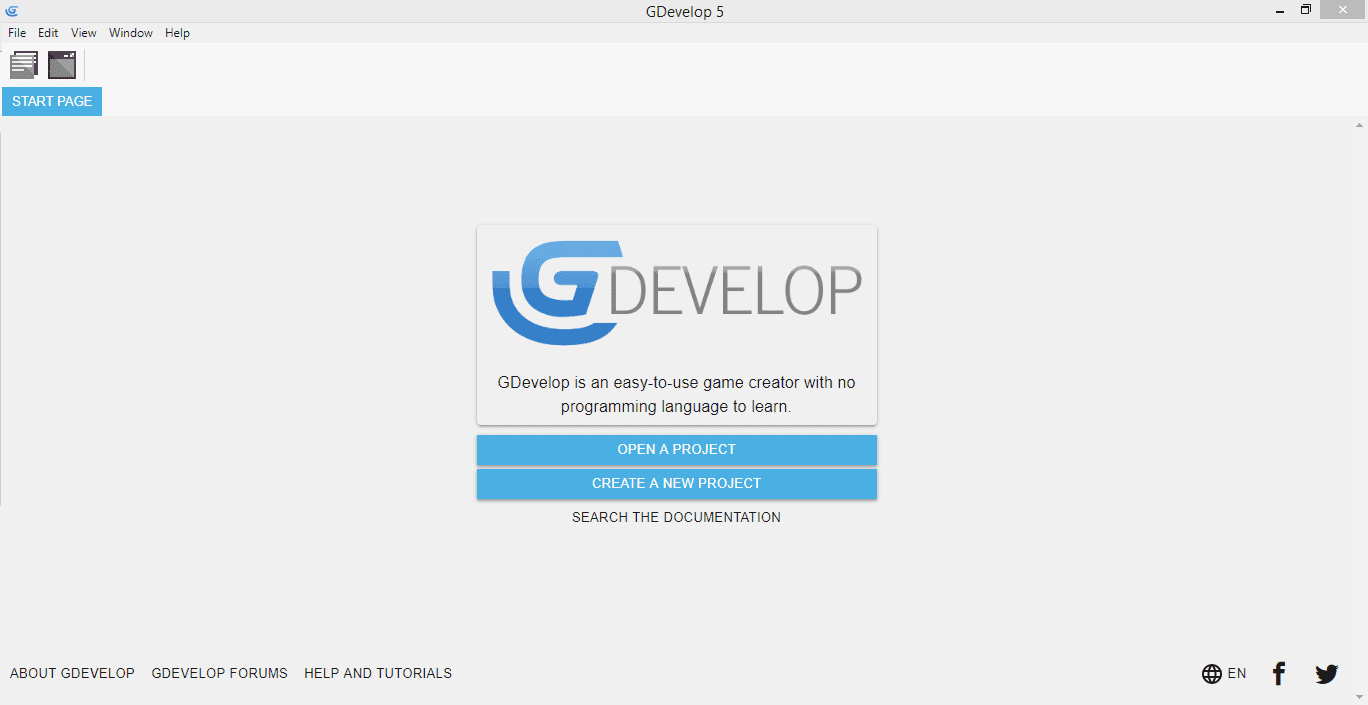 GDevelop 5
File Edit View Window Help
START PAGE
GDEVELOP
GDevelop is an easy-to-use game creator with no
programming language to learn.
OPEN A PROJECT
CREATE A NEW PROJECT
SEARCH THE DOCUMENTATION
ABOUT GDEVELOP GDEVELOP FORUMS HELP AND TUTORIALS EN